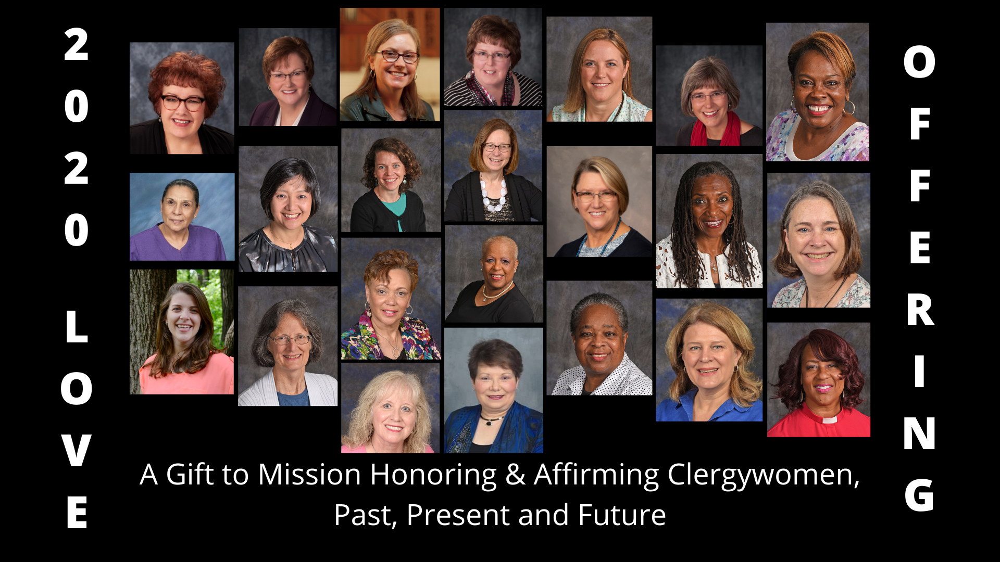 2020 LOVE
OFFERING
A Gift to Mission Honoring & Affirming Clergywomen,
Past, Present and Future